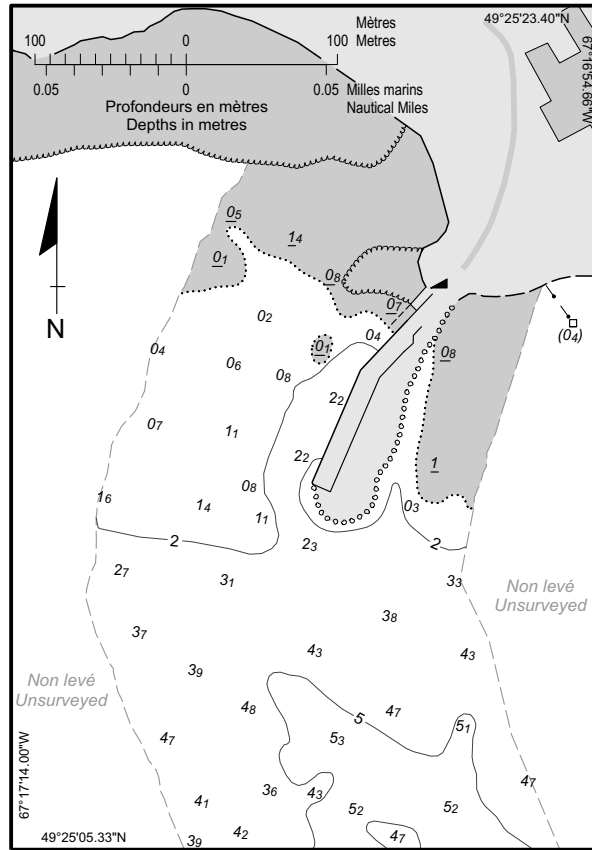 49°25'23.40"N
100 0 100
Mètres
Metres
0.05 0 0.05
Milles marins
Nautical Miles
Profondeurs en mètres
Depths in metres
67°16'54.66"W
N
0₅
1₄
0₁
0₈
0₇
0₂
0₄
(0₄)
0₄
0₁
0₈
0₆
0₈
2₂
0₇
1₁
2₂
1
1₆
0₈
1₄
1₁
0₃
2
2₃
2
2₇
3₁
3₃
Non levé
Unsurveyed
3₈
3₇
4₃
4₃
3₉
Non levé
Unsurveyed
4₈
5
4₇
5₁
4₇
5₃
67°17'14.00"W
4₇
3₆
4₃
4₁
5₂
5₂
4₂
4₇
3₉
49°25'05.33"N